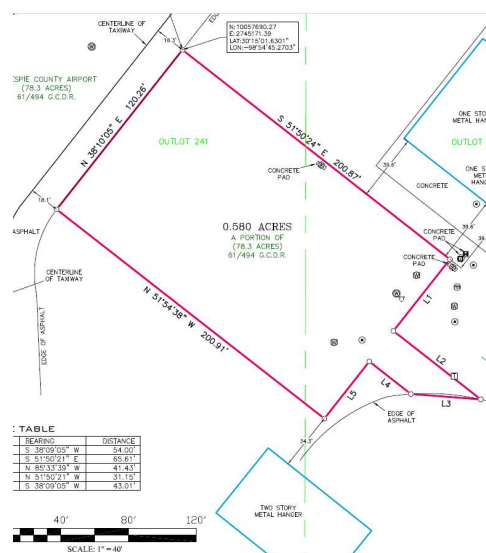 CENTERLINE OF
TAXIWAY
16.3'
N: 10057690.27
E: 2745171.39
LAT:30°15'01.6301"
LON:-98°54'45.2703"
ESPIE COUNTY AIRPORT
(78.3 ACRES)
61/494 G.C.D.R.
N 38°10'05" E 120.26'
OUTLOT 241
S 51°50'24" E 200.87'
CONCRETE
PAD
ONE STO
METAL HAN
OUTLOT
39.6'
CONCRETE
ONE S
MET
HANG
18.1'
ASPHALT
0.580 ACRES
A PORTION OF
(78.3 ACRES)
61/494 G.C.D.R.
CONCRETE
PAD
39.6'
39.
CONCRETE
PAD
CENTERLINE
OF TAXIWAY
N 51°54'38" W 200.91'
L1
EDGE OF ASPHALT
L2
T
L4
L5
L3
EDGE OF
ASPHALT
34.3'
TABLE
BEARING DISTANCE
S 38°09'05" W 54.00'
S 51°50'21" E 65.61'
N 85°33'39" W 41.43'
N 51°50'21" W 31.15'
S 38°09'05" W 43.01'
TWO STORY
METAL HANGER
40' 80' 120'
SCALE: 1" = 40'